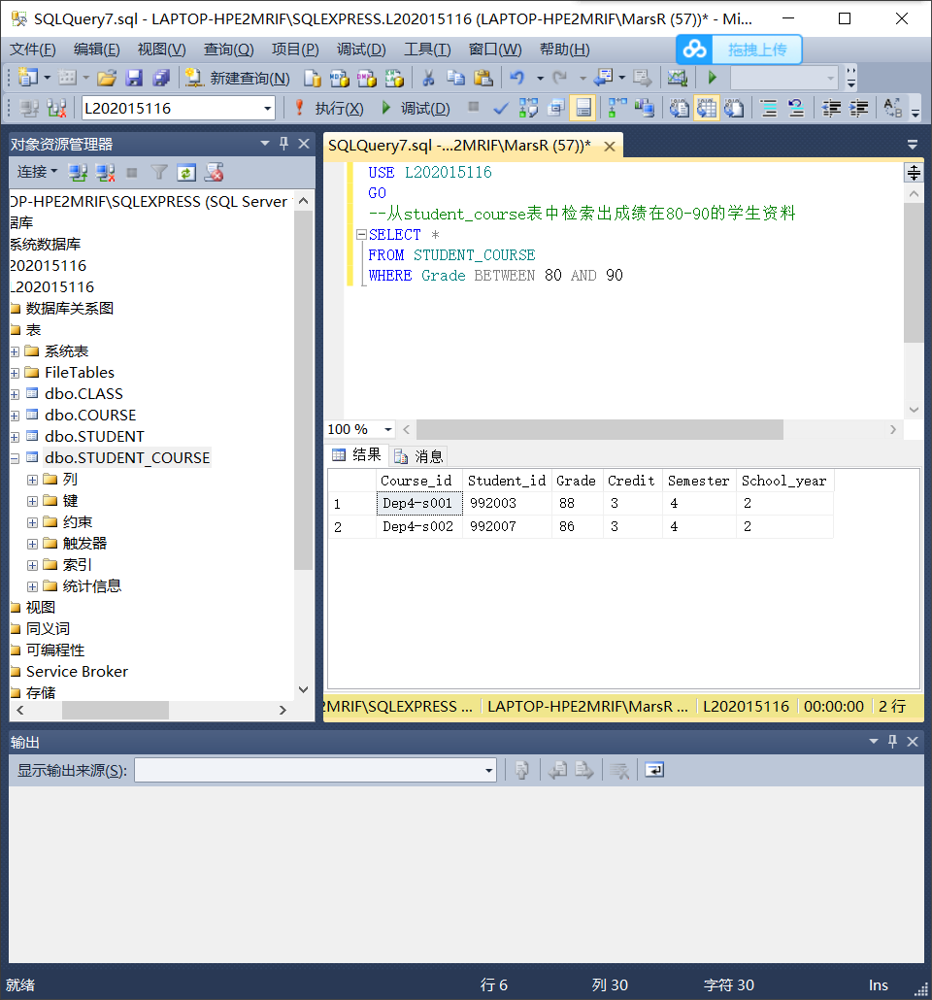 SQLQuery7.sql - LAPTOP-HPE2MRIF\SQLEXPRESS.L202015116 (LAPTOP-HPE2MRIF\MarsR (57))* - Mi...
文件(F) 编辑(E) 视图(V) 查询(Q) 项目(P) 调试(D) 工具(T) 窗口(W) 帮助(H)
拖拽上传
新建查询(N)
L202015116 执行(X) 调试(D)
对象资源管理器
连接
OP-HPE2MRIF\SQLEXPRESS (SQL Server
据库
系统数据库
202015116
L202015116
数据库关系图
表
系统表
FileTables
dbo.CLASS
dbo.COURSE
dbo.STUDENT
dbo.STUDENT_COURSE
列
键
约束
触发器
索引
统计信息
视图
同义词
可编程性
Service Broker
存储
SQLQuery7.sql -...2MRIF\MarsR (57))*
USE L202015116
GO
--从student_course表中检索出成绩在80-90的学生资料
SELECT *
FROM STUDENT_COURSE
WHERE Grade BETWEEN 80 AND 90
100 %
结果 消息
Course_id Student_id Grade Credit Semester School_year
1 Dep4-s001 992003 88 3 4 2
2 Dep4-s002 992007 86 3 4 2
2MRIF\SQLEXPRESS ... LAPTOP-HPE2MRIF\MarsR ... L202015116 00:00:00 2 行
输出
显示输出来源(S):
就绪 行 6 列 30 字符 30 Ins